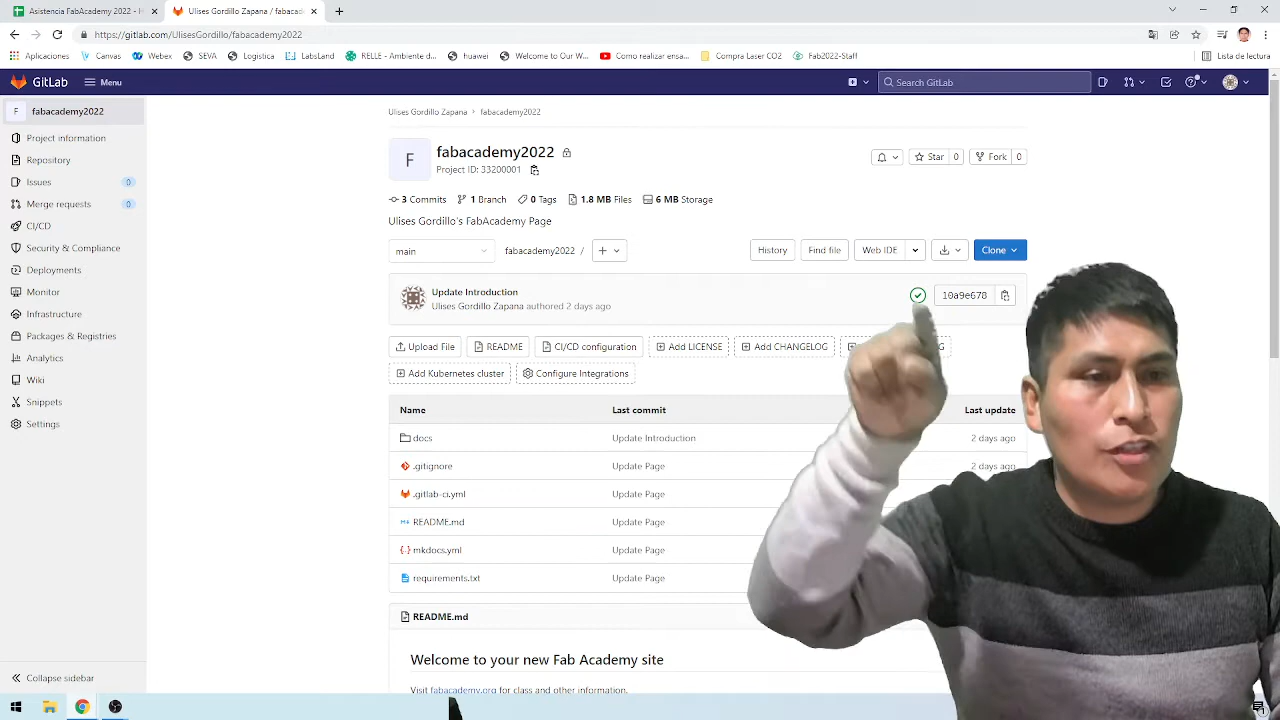 Asistencia FabAcademy 2022 - H
Ulises Gordillo Zapana / fabacad
https://gitlab.com/UlisesGordillo/fabacademy2022
Aplicaciones Canvas Webex SEVA Logistica LabsLand RELLE - Ambiente d... huawei Welcome to Our W... Como realizar ensa... Compra Laser CO2 Fab2022-Staff Lista de lectura
GitLab Menu Search GitLab
F fabacademy2022
Project information
Repository
Issues 0
Merge requests 0
CI/CD
Security & Compliance
Deployments
Monitor
Infrastructure
Packages & Registries
Analytics
Wiki
Snippets
Settings
Collapse sidebar
Ulises Gordillo Zapana > fabacademy2022
F
fabacademy2022
Project ID: 33200001
Star 0 Fork 0
3 Commits 1 Branch 0 Tags 1.8 MB Files 6 MB Storage
Ulises Gordillo's FabAcademy Page
main fabacademy2022 / + History Find file Web IDE Clone
Update Introduction
Ulises Gordillo Zapana authored 2 days ago
10a9e678
Upload File README CI/CD configuration Add LICENSE Add CHANGELOG
Add Kubernetes cluster Configure Integrations
Name Last commit Last update
docs Update Introduction 2 days ago
.gitignore Update Page 2 days ago
.gitlab-ci.yml Update Page
README.md Update Page
mkdocs.yml Update Page
requirements.txt Update Page
README.md
Welcome to your new Fab Academy site
Visit fabacademy.org for class and other information.